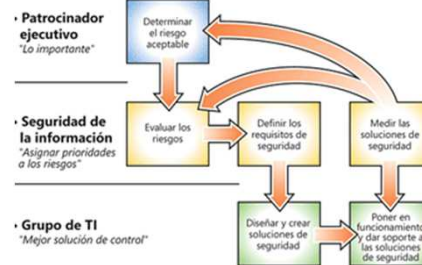 · Patrocinador
ejecutivo
"Lo importante"
Determinar
el riesgo
aceptable
· Seguridad de
la información
"Asignar prioridades
a los riesgos"
Evaluar los
riesgos
Definir los
requisitos de
seguridad
Medir las
soluciones de
seguridad
· Grupo de TI
"Mejor solución de control"
Diseñar y crear
soluciones de
seguridad
Poner en
funcionamiento
y dar soporte a
las soluciones
de seguridad